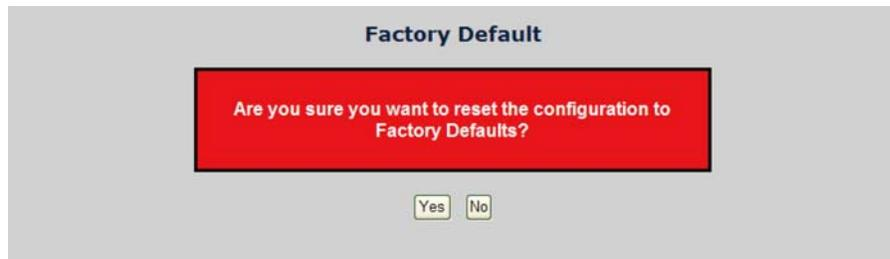 Factory Default
Are you sure you want to reset the configuration to
Factory Defaults?
Yes No